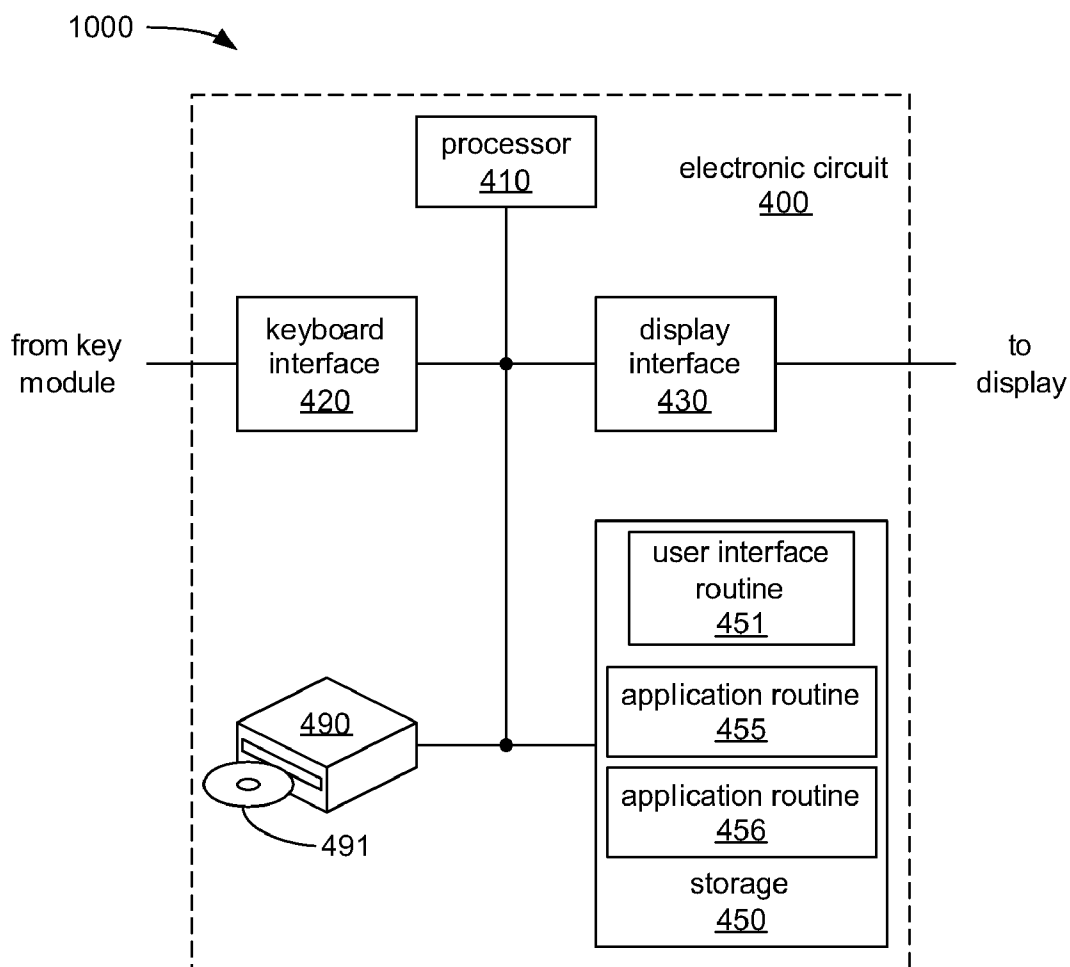 1000
processor
410
electronic circuit
400
from key
module
keyboard
interface
420
display
interface
430
to
display
user interface
routine
451
application routine
455
application routine
456
storage
450
490
491